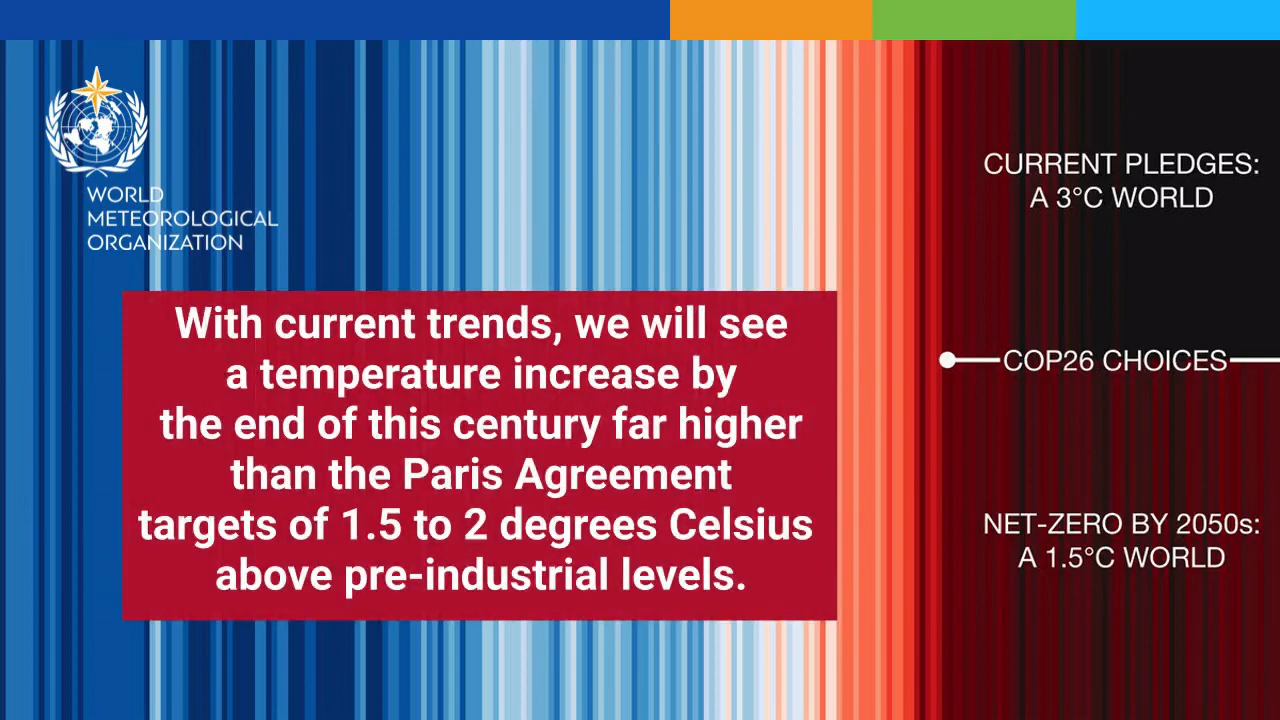 WORLD
METEOROLOGICAL
ORGANIZATION
With current trends, we will see
a temperature increase by
the end of this century far higher
than the Paris Agreement
targets of 1.5 to 2 degrees Celsius
above pre-industrial levels.
CURRENT PLEDGES:
A 3°C WORLD
COP26 CHOICES
NET-ZERO BY 2050s:
A 1.5°C WORLD